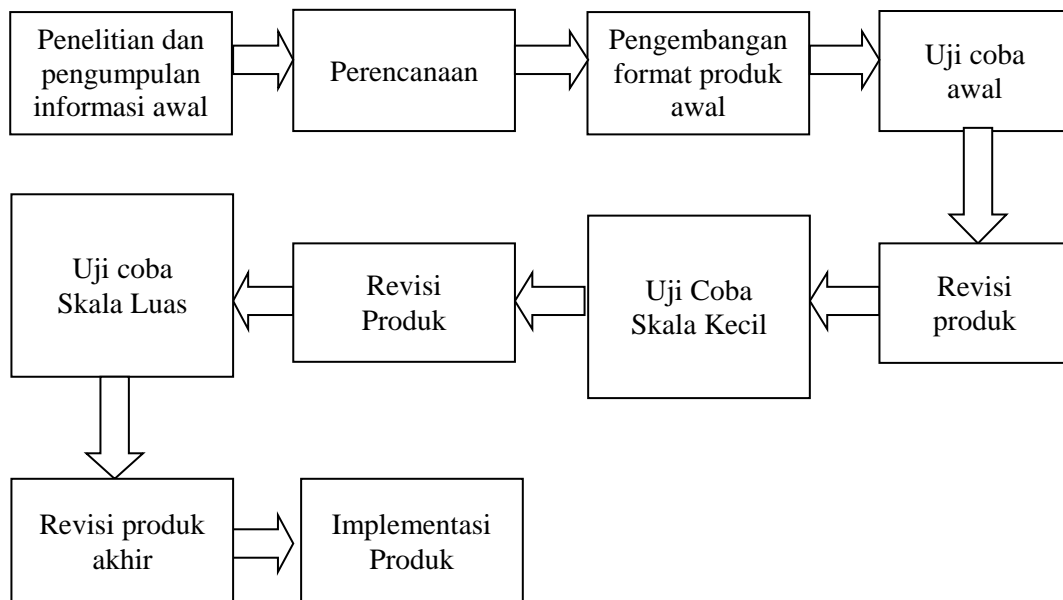 Penelitian dan
pengumpulan
informasi awal
Perencanaan
Pengembangan
format produk
awal
Uji coba
awal
Revisi
produk
Uji Coba
Skala Kecil
Revisi
Produk
Uji coba
Skala Luas
Revisi produk
akhir
Implementasi
Produk